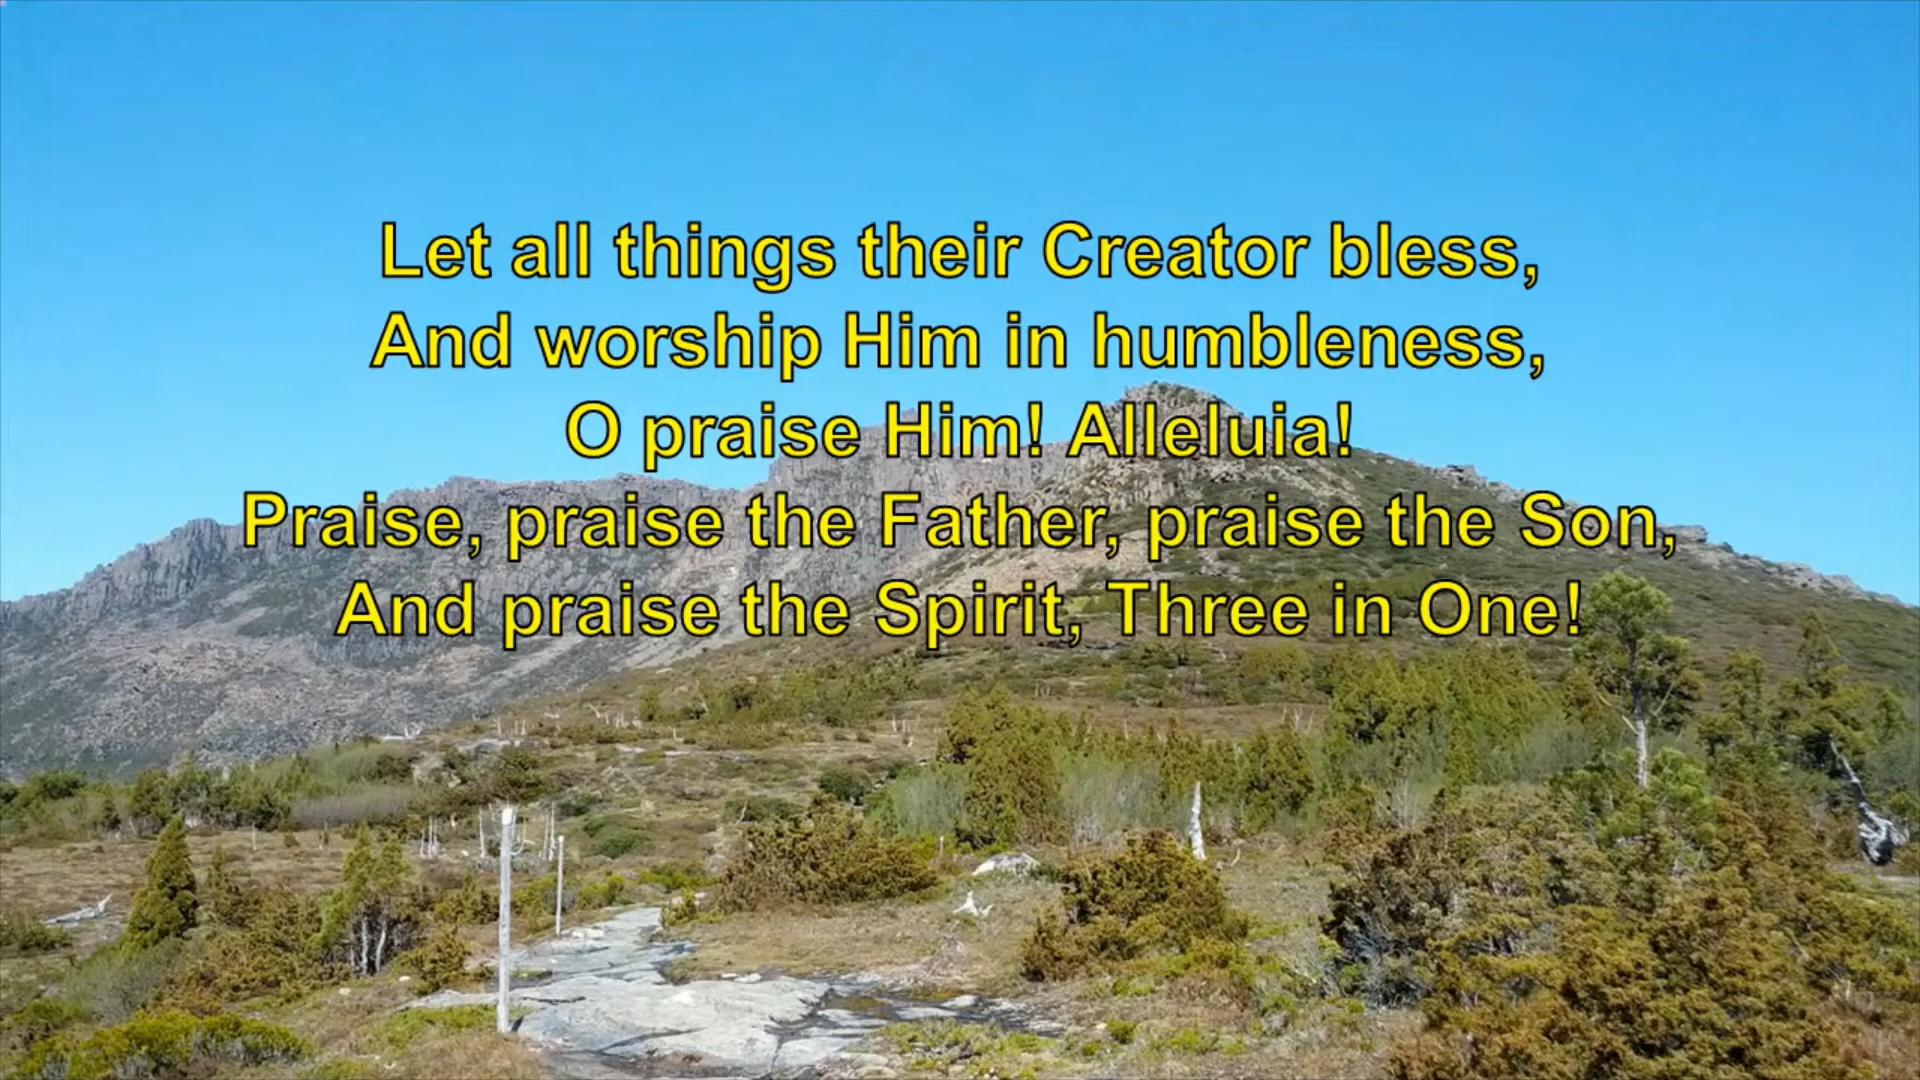 Let all things their Creator bless,
And worship Him in humbleness,
O praise Him! Alleluia!
Praise, praise the Father, praise the Son,
And praise the Spirit, Three in One!